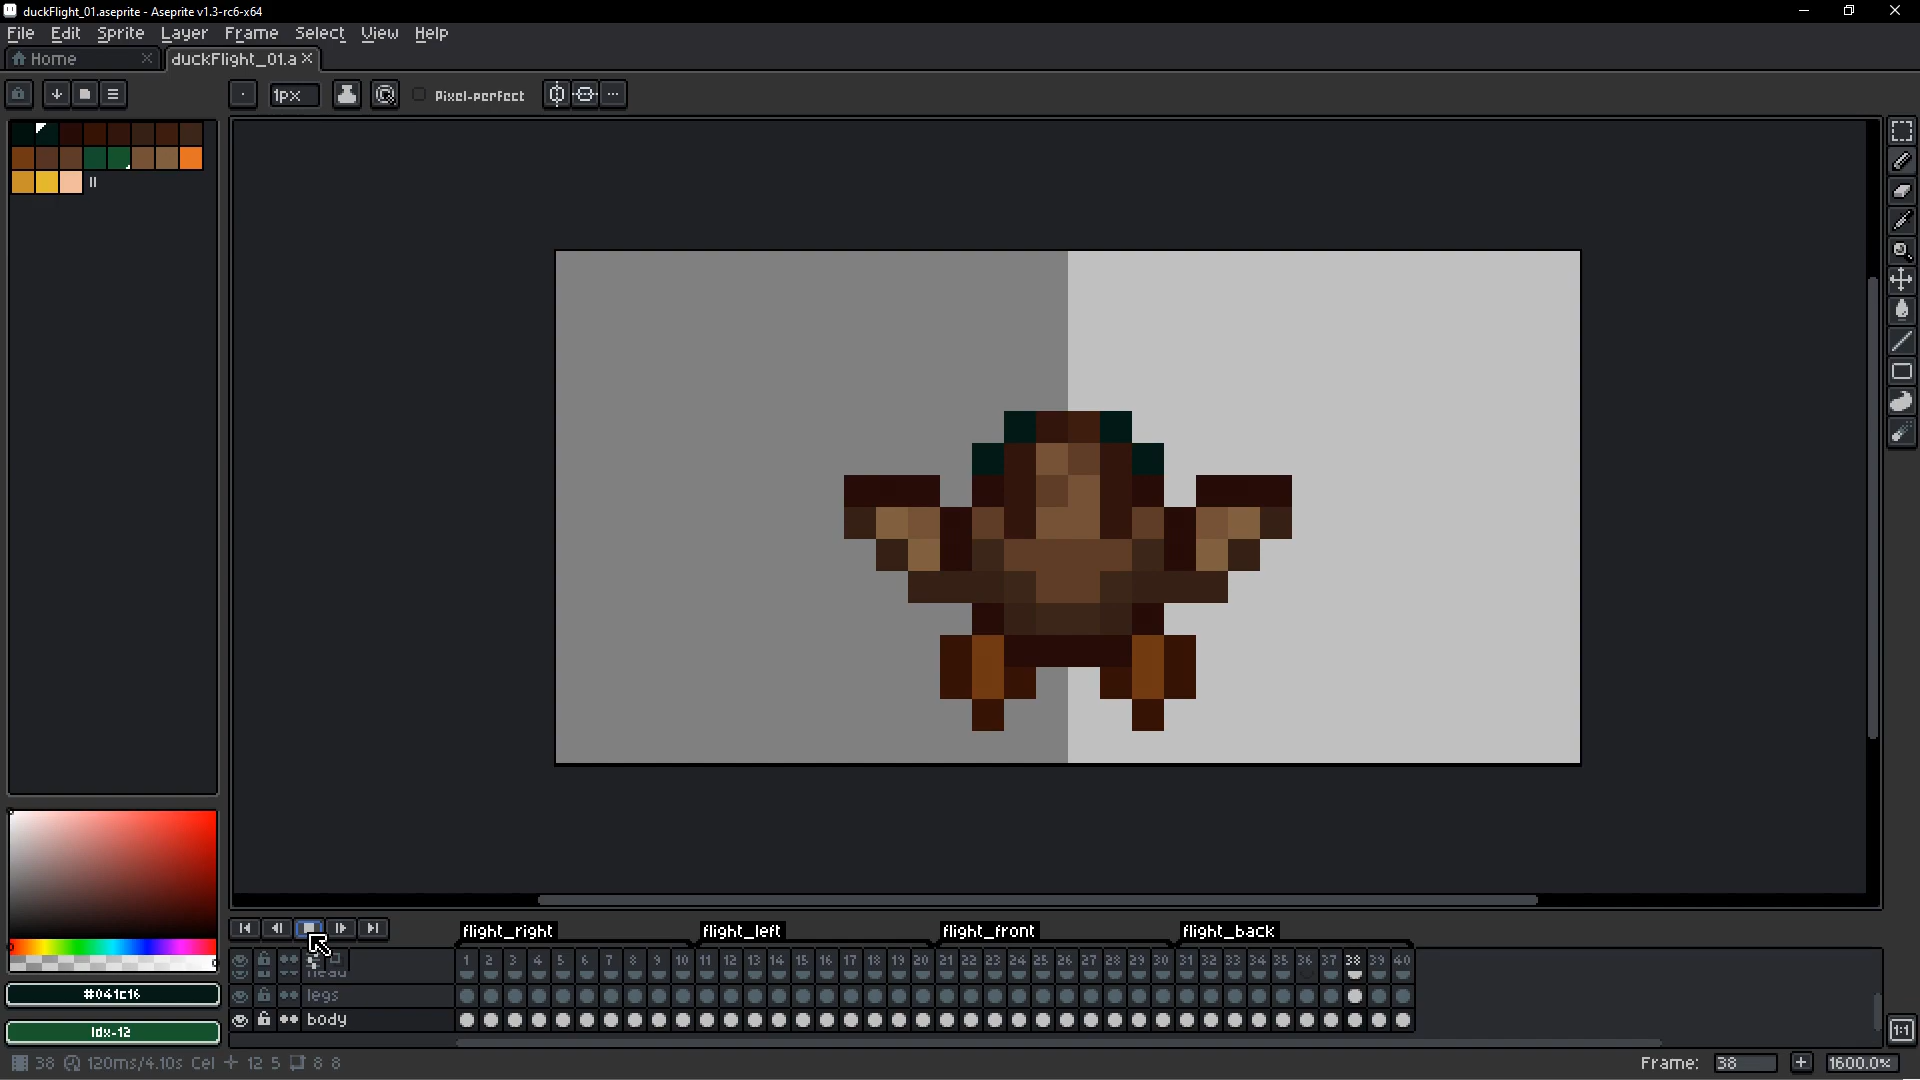 duckFlight_01.aseprite - Aseprite v1.3-rc6-x64
File Edit Sprite Layer Frame Select View Help
Home duckFlight_01.a
1px Pixel-perfect
flight_right flight_left flight_front flight_back
1 2 3 4 5 6 7 8 9 10 11 12 13 14 15 16 17 18 19 20 21 22 23 24 25 26 27 28 29 30 31 32 33 34 35 36 37 38 39 40
head
#041c16 legs
Idx-12 body
1:1
38 120ms/4.10s Cel 12 5 8 8 Frame: 38 + 1600.0%